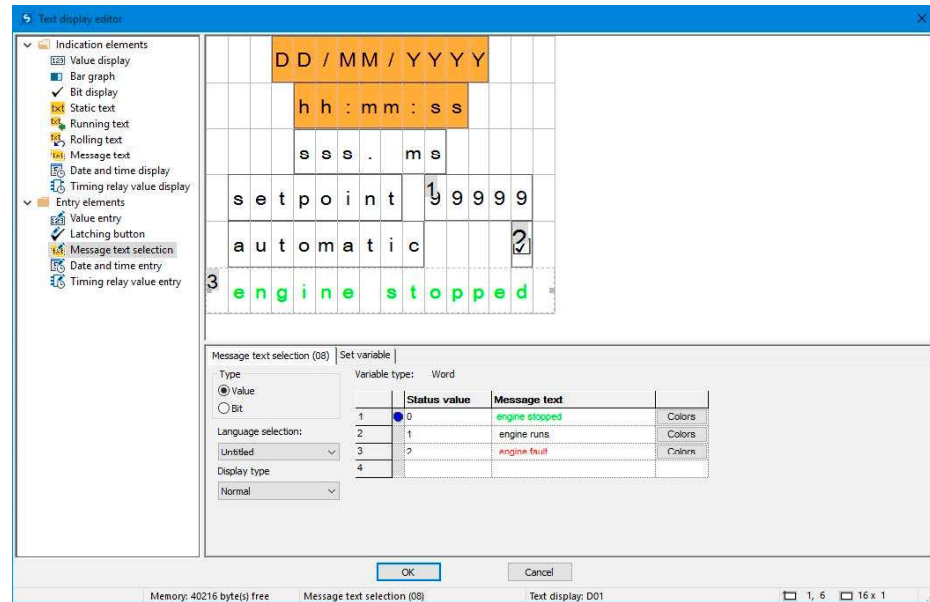 Text display editor
Indication elements
Value display
Bar graph
Bit display
Static text
Running text
Rolling text
Message text
Date and time display
Timing relay value display
Entry elements
Value entry
Latching button
Message text selection
Date and time entry
Timing relay value entry
DD/MM/YYYY
hh:mm:ss
sss. ms
setpoint 1 99999
automatic 2
3 engine stopped
Message text selection (08) Set variable
Type
Value
Bit
Language selection:
Untitled
Display type
Normal
Variable type: Word
Status value Message text
1 0 engine stopped Colors
2 1 engine runs Colors
3 2 engine fault Colors
4
OK Cancel
Memory: 40216 byte(s) free Message text selection (08) Text display: D01 1, 6 16 x 1